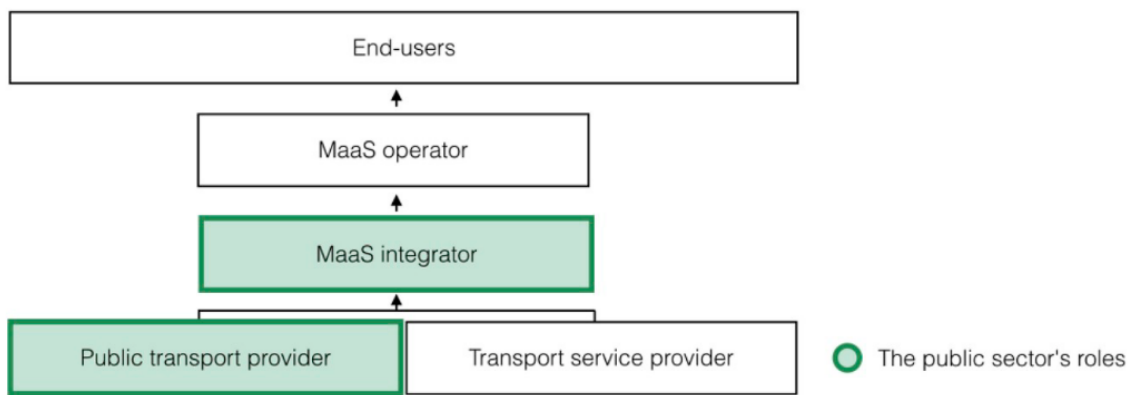 End-users
MaaS operator
MaaS integrator
Public transport provider
Transport service provider
The public sector's roles